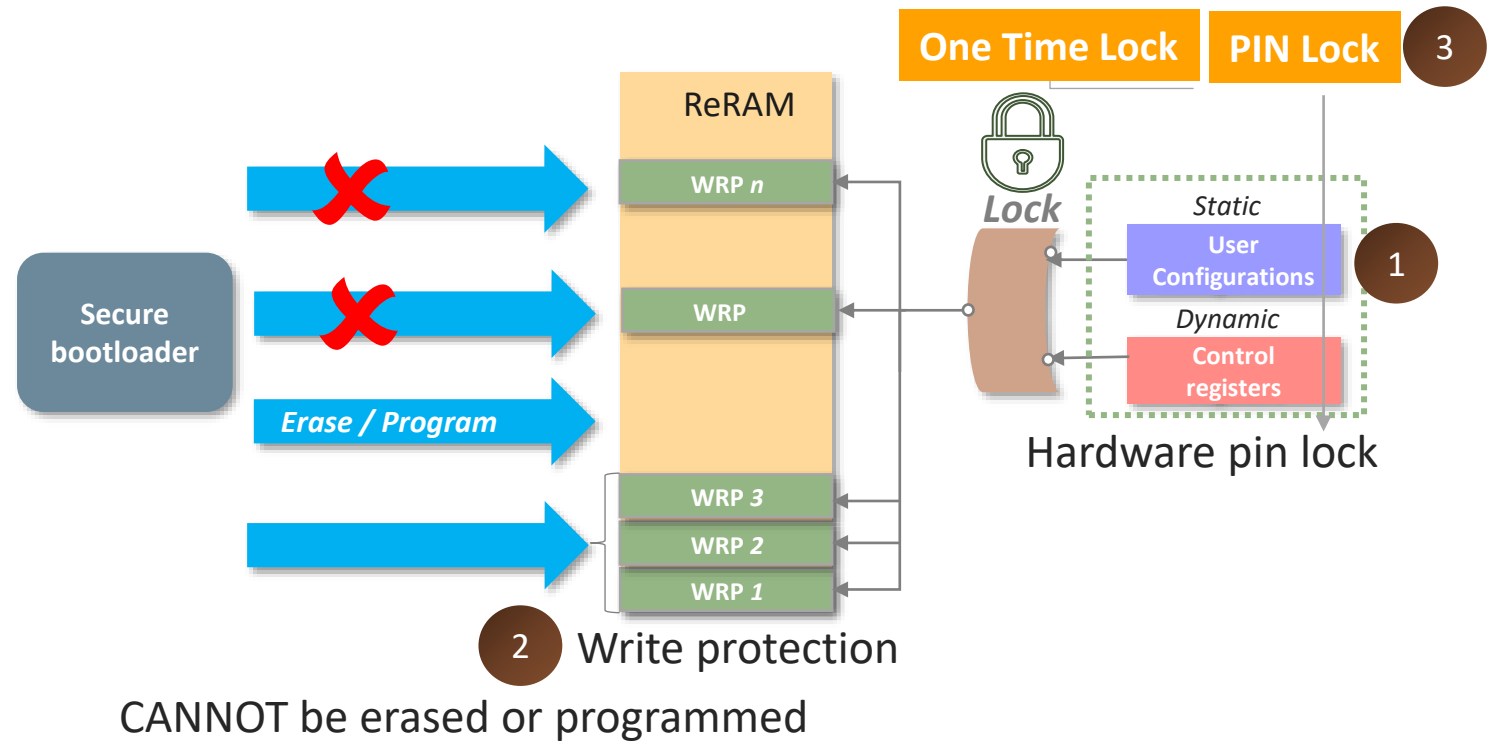 One Time Lock
PIN Lock
3
ReRAM
WRP n
Lock
Static
User
Configurations
1
Secure
bootloader
WRP
Dynamic
Control
registers
Erase / Program
Hardware pin lock
WRP 3
WRP 2
WRP 1
2
Write protection
CANNOT be erased or programmed